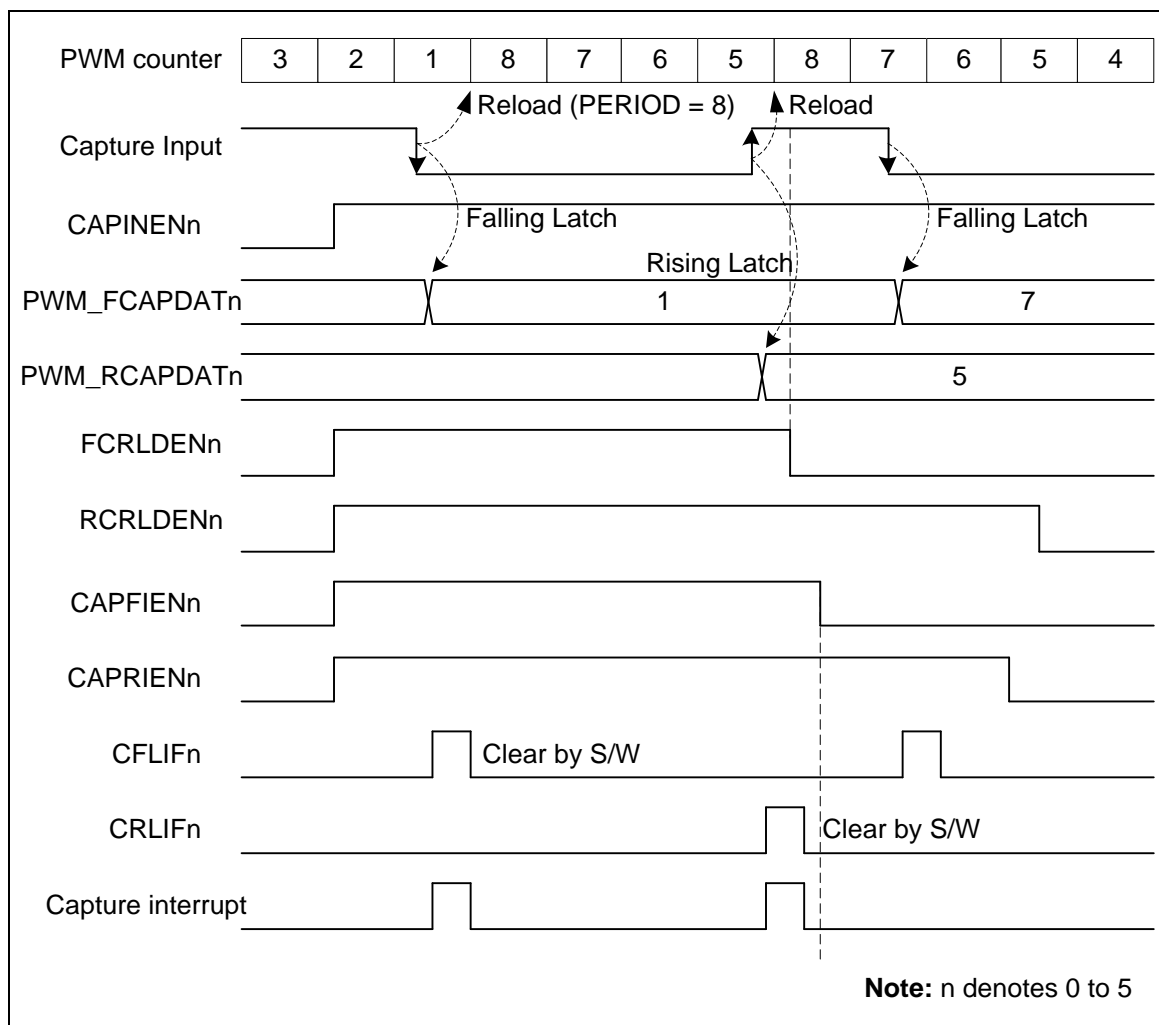 PWM counter 3 2 1 8 7 6 5 8 7 6 5 4
Reload (PERIOD = 8) Reload
Capture Input
CAPINENn Falling Latch Falling Latch
Rising Latch
PWM_FCAPDATn 1 7
PWM_RCAPDATn 5
FCRLDENn
RCRLDENn
CAPFIENn
CAPRIENn
CFLIFn Clear by S/W
CRLIFn Clear by S/W
Capture interrupt
Note: n denotes 0 to 5